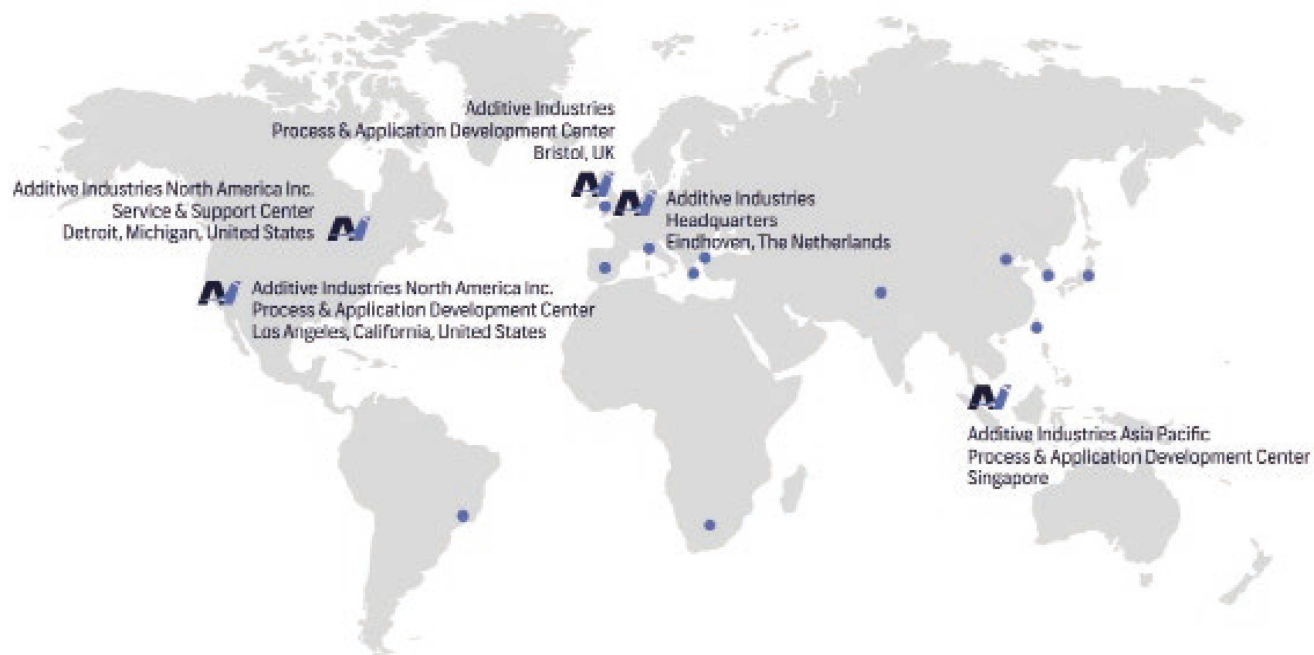 Additive Industries
Process & Application Development Center
Bristol, UK
Additive Industries North America Inc.
Service & Support Center
Detroit, Michigan, United States
Additive Industries
Headquarters
Eindhoven, The Netherlands
Additive Industries North America Inc.
Process & Application Development Center
Los Angeles, California, United States
Additive Industries Asia Pacific
Process & Application Development Center
Singapore